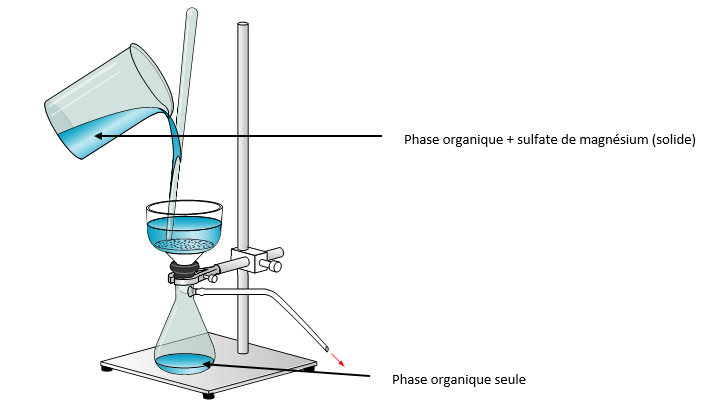 Phase organique + sulfate de magnésium (solide)
Phase organique seule